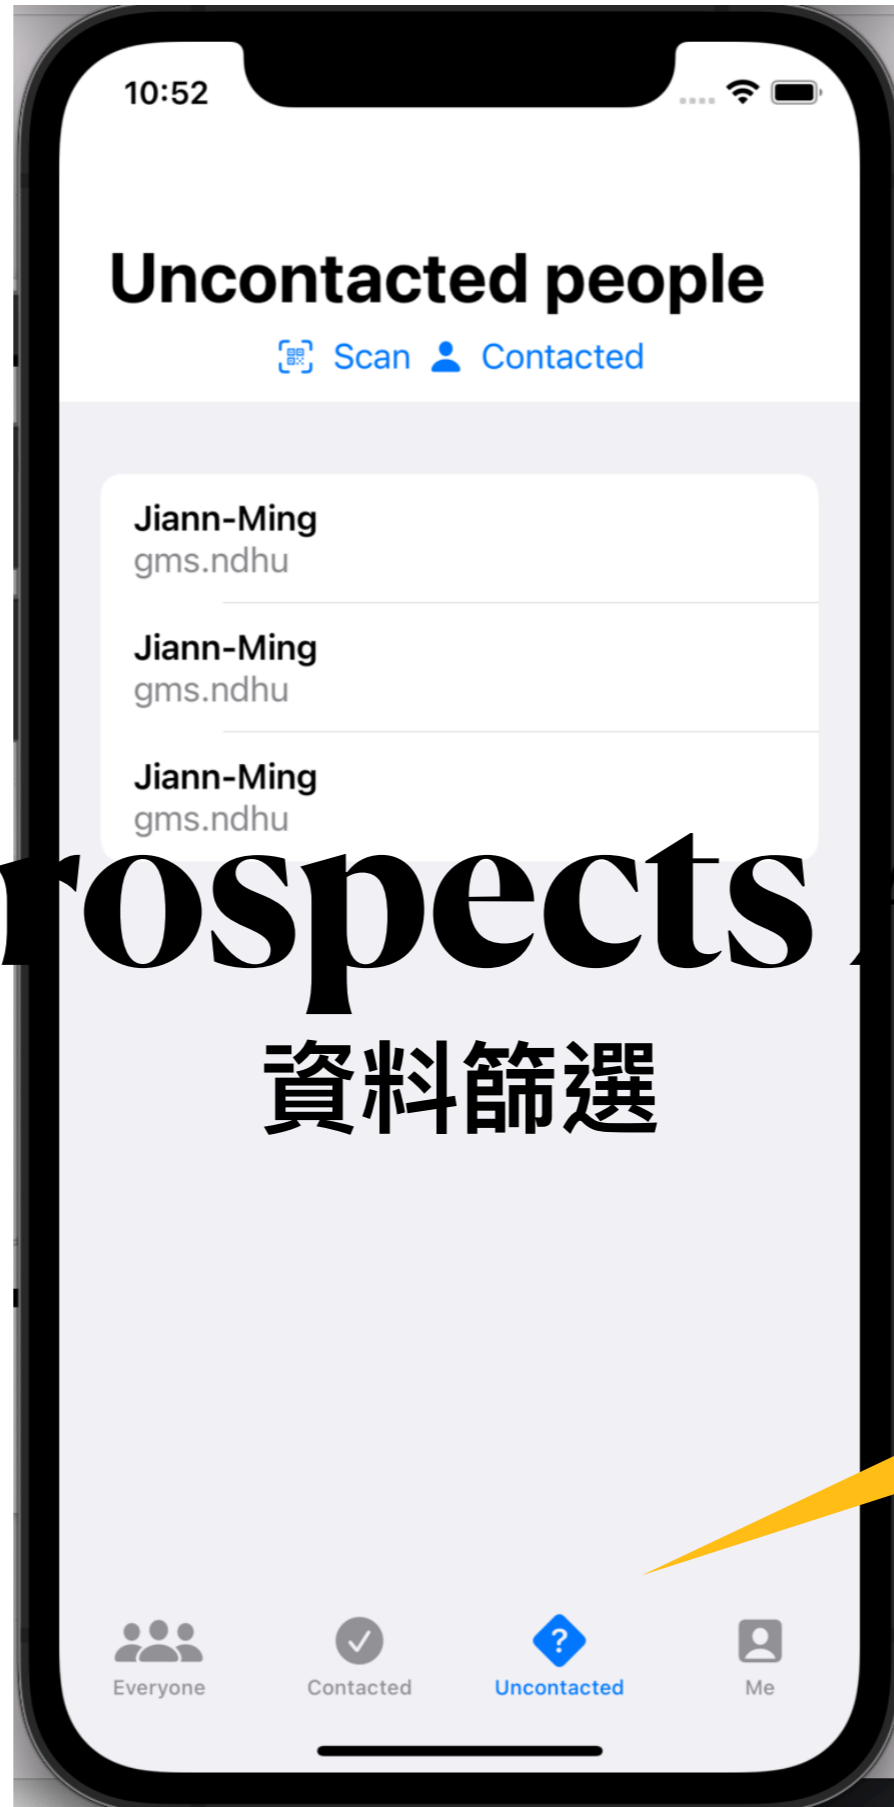 10:52
Uncontacted people
Scan Contacted
Jiann-Ming
gms.ndhu
Jiann-Ming
gms.ndhu
Jiann-Ming
gms.ndhu
rospects
資料篩選
?
Everyone Contacted Uncontacted Me